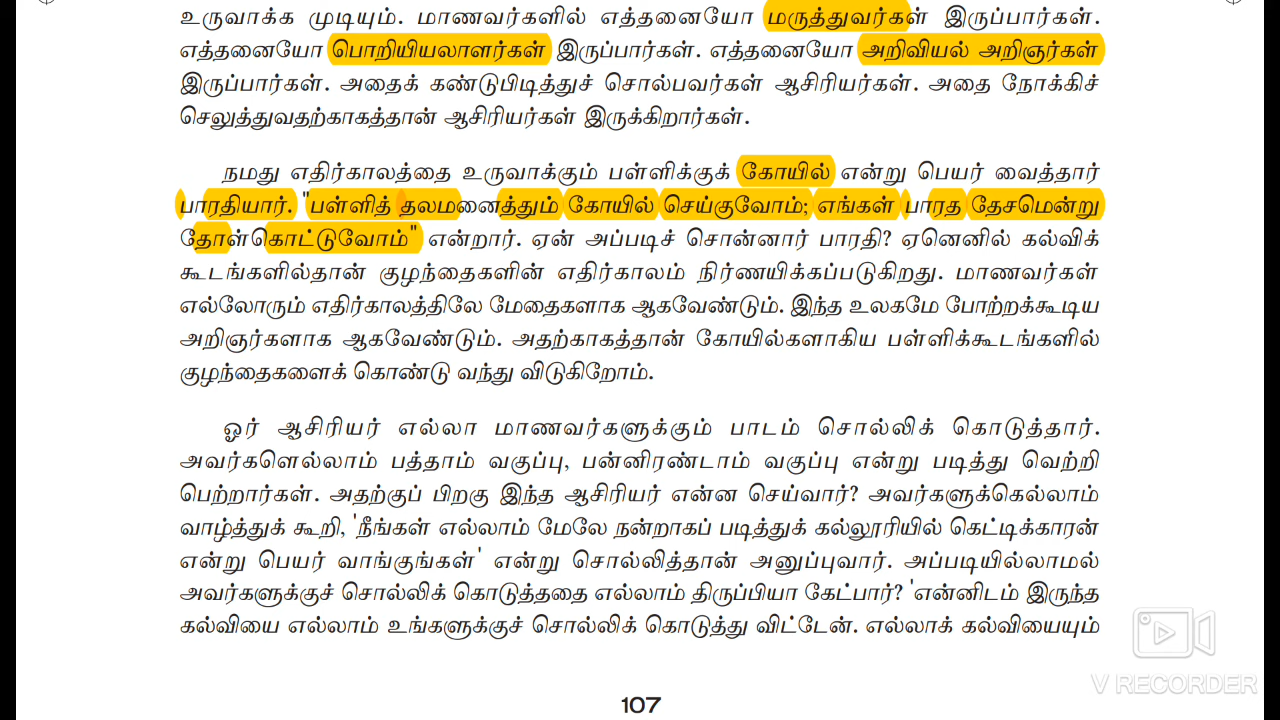 உருவாக்க முடியும். மாணவர்களில் எத்தனையோ மருத்துவர்கள் இருப்பார்கள்.
எத்தனையோ பொறியியலாளர்கள் இருப்பார்கள். எத்தனையோ அறிவியல் அறிஞர்கள்
இருப்பார்கள். அதைக் கண்டுபிடித்துச் சொல்பவர்கள் ஆசிரியர்கள். அதை நோக்கிச்
செலுத்துவதற்காகத்தான் ஆசிரியர்கள் இருக்கிறார்கள்.
நமது எதிர்காலத்தை உருவாக்கும் பள்ளிக்குக் கோயில் என்று பெயர் வைத்தார்
பாரதியார். "பள்ளித் தலமனைத்தும் கோயில் செய்குவோம்; எங்கள் பாரத தேசமென்று
தோள்கொட்டுவோம்" என்றார். ஏன் அப்படிச் சொன்னார் பாரதி? ஏனெனில் கல்விக்
கூடங்களில்தான் குழந்தைகளின் எதிர்காலம் நிர்ணயிக்கப்படுகிறது. மாணவர்கள்
எல்லோரும் எதிர்காலத்திலே மேதைகளாக ஆகவேண்டும். இந்த உலகமே போற்றக்கூடிய
அறிஞர்களாக ஆகவேண்டும். அதற்காகத்தான் கோயில்களாகிய பள்ளிக்கூடங்களில்
குழந்தைகளைக் கொண்டு வந்து விடுகிறோம்.
ஓர் ஆசிரியர் எல்லா மாணவர்களுக்கும் பாடம் சொல்லிக் கொடுத்தார்.
அவர்களெல்லாம் பத்தாம் வகுப்பு, பன்னிரண்டாம் வகுப்பு என்று படித்து வெற்றி
பெற்றார்கள். அதற்குப் பிறகு இந்த ஆசிரியர் என்ன செய்வார்? அவர்களுக்கெல்லாம்
வாழ்த்துக் கூறி, 'நீங்கள் எல்லாம் மேலே நன்றாகப் படித்துக் கல்லூரியில் கெட்டிக்காரன்
என்று பெயர் வாங்குங்கள்' என்று சொல்லித்தான் அனுப்புவார். அப்படியில்லாமல்
அவர்களுக்குச் சொல்லிக் கொடுத்ததை எல்லாம் திருப்பியா கேட்பார்? 'என்னிடம் இருந்த
கல்வியை எல்லாம் உங்களுக்குச் சொல்லிக் கொடுத்து விட்டேன். எல்லாக் கல்வியையும்
V RECORDER
107